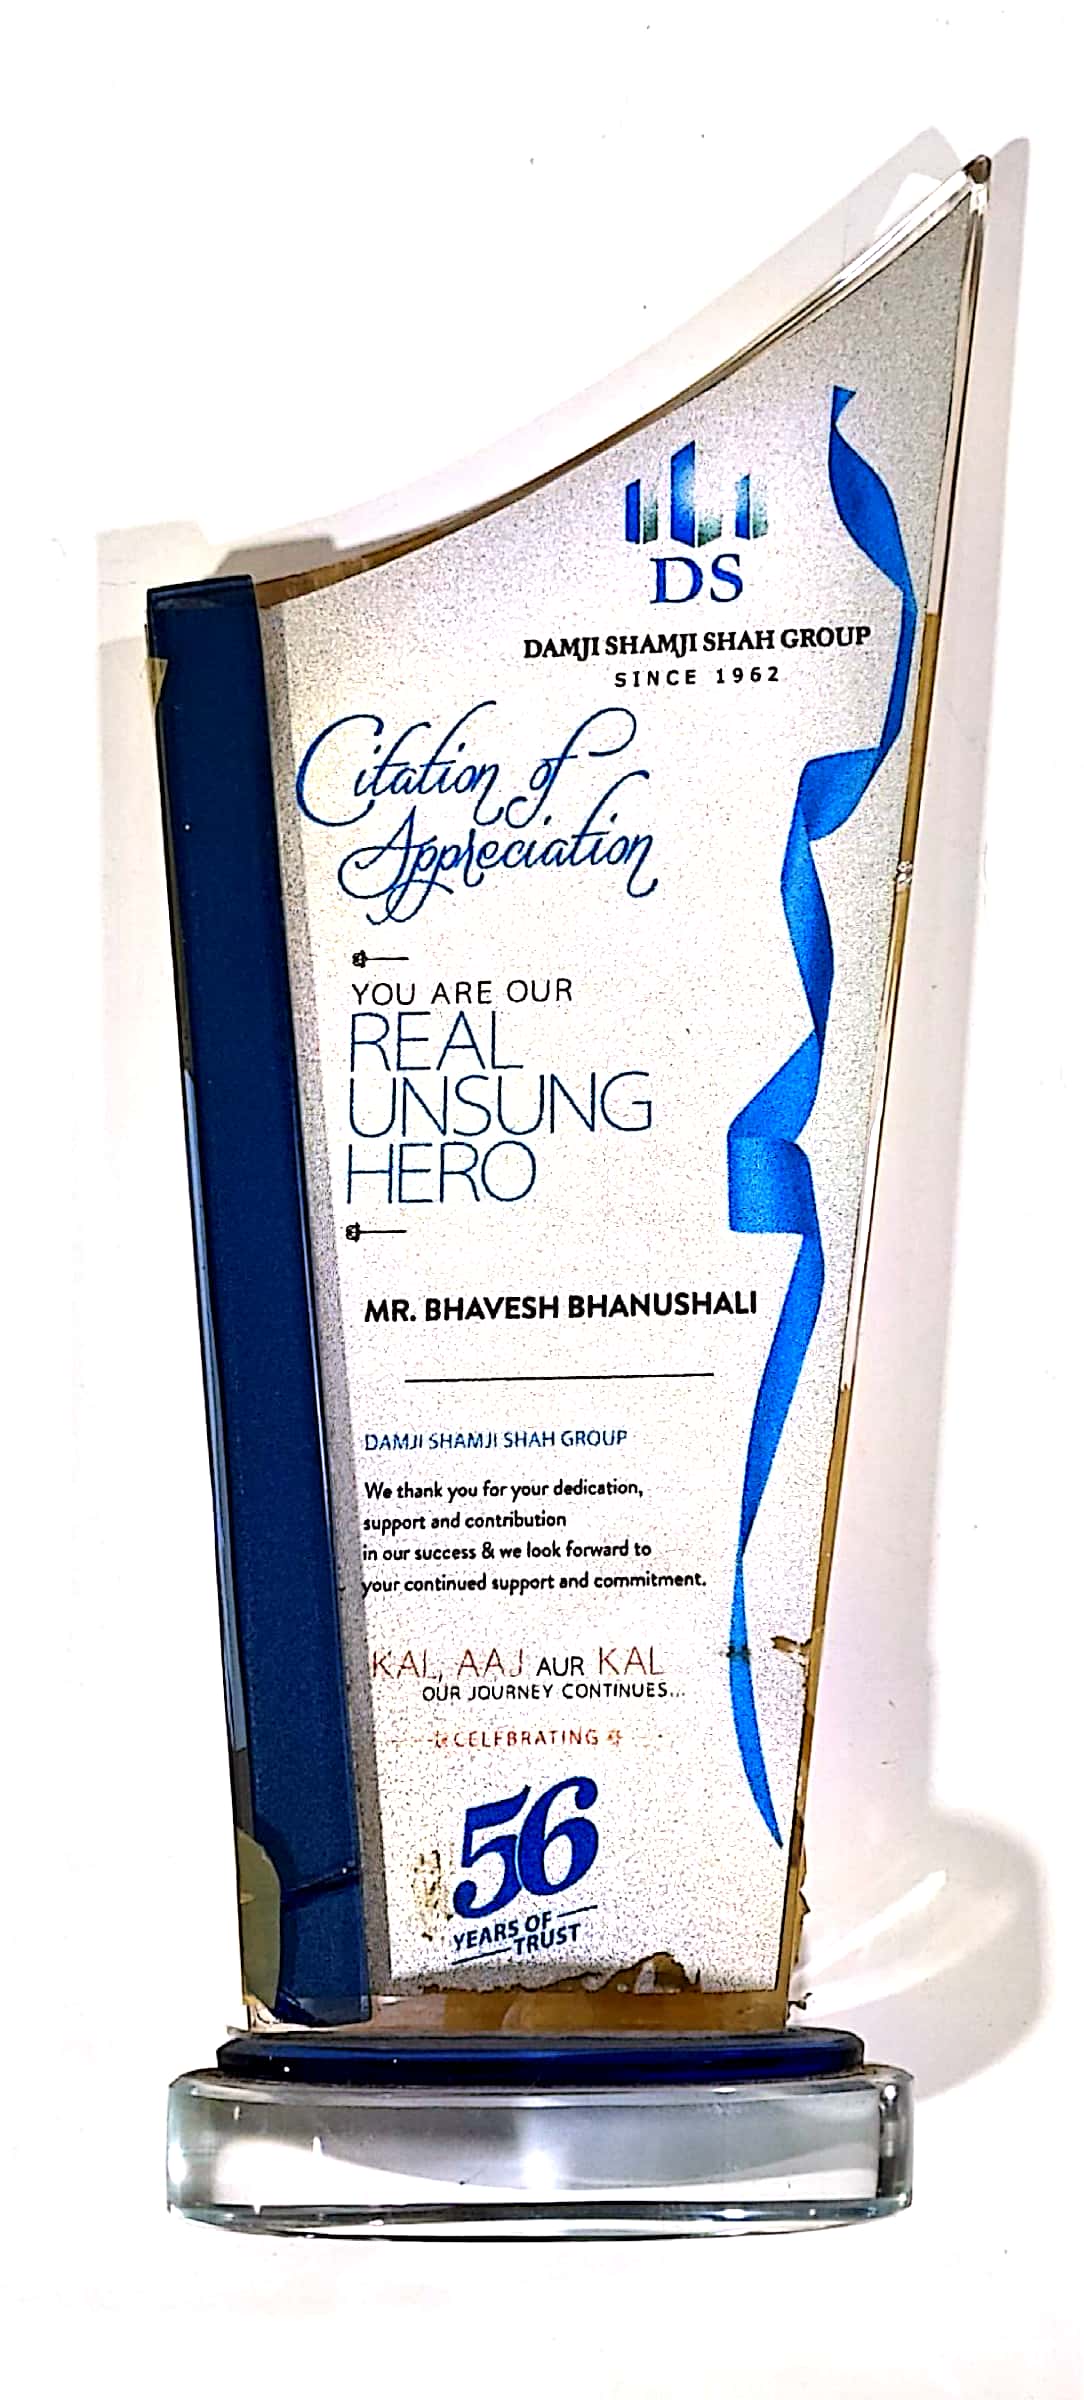 DS
DAMJI SHAMJI SHAH GROUP
SINCE 1962
Citation of
Appreciation
YOU ARE OUR
REAL
UNSUNG
HERO
MR. BHAVESH BHANUSHALI
DAMJI SHAMJI SHAH GROUP
We thank you for your dedication,
support and contribution
in our success & we look forward to
your continued support and commitment.
KAL, AAJ AUR KAL
OUR JOURNEY CONTINUES...
CELEBRATING
56
YEARS OF
TRUST